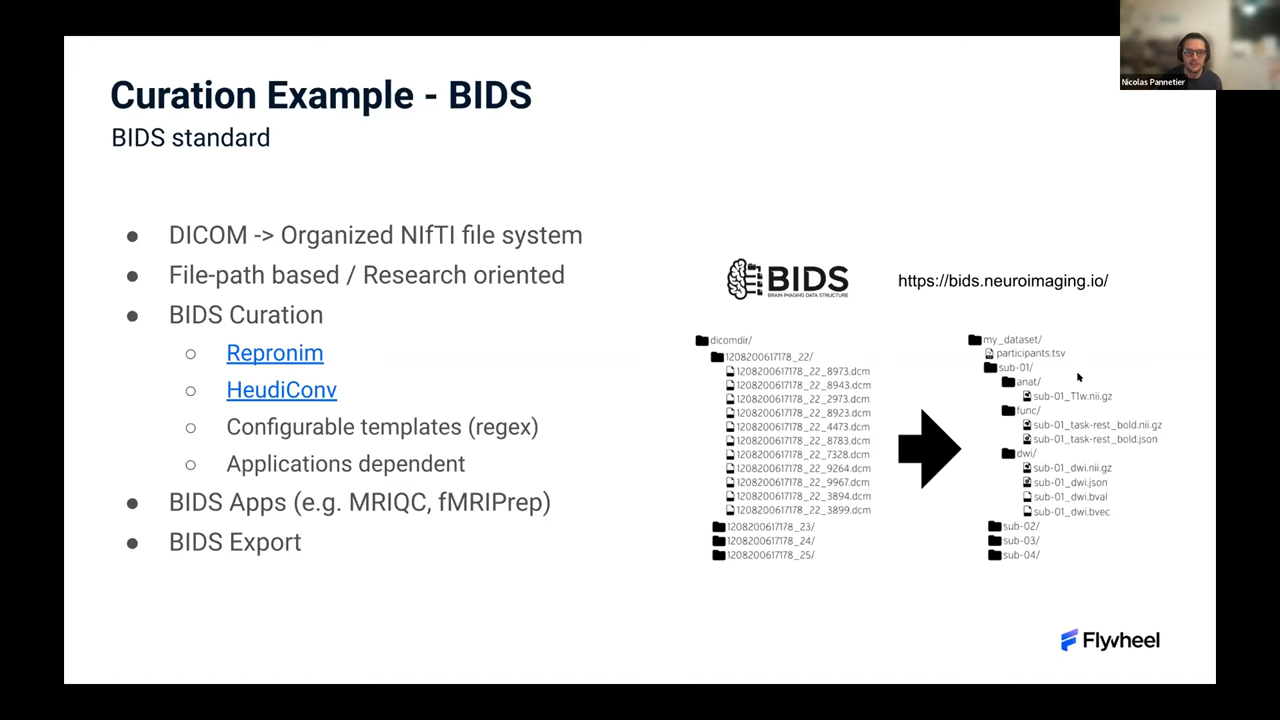 Nicolas Pannetier
Curation Example - BIDS
BIDS standard
● DICOM -> Organized NIfTI file system
● File-path based / Research oriented
● BIDS Curation
○ Repronim
○ HeudiConv
○ Configurable templates (regex)
○ Applications dependent
● BIDS Apps (e.g. MRIQC, fMRIPrep)
● BIDS Export
BIDS
BRAIN IMAGING DATA STRUCTURE
https://bids.neuroimaging.io/
dicomdir/
1208200617178_22/
1208200617178_22_8973.dcm
1208200617178_22_8943.dcm
1208200617178_22_2973.dcm
1208200617178_22_8923.dcm
1208200617178_22_4473.dcm
1208200617178_22_8783.dcm
1208200617178_22_7328.dcm
1208200617178_22_9264.dcm
1208200617178_22_9967.dcm
1208200617178_22_3894.dcm
1208200617178_22_3899.dcm
1208200617178_23/
1208200617178_24/
1208200617178_25/
my_dataset/
participants.tsv
sub-01/
anat/
sub-01_T1w.nii.gz
func/
sub-01_task-rest_bold.nii.gz
sub-01_task-rest_bold.json
dwi/
sub-01_dwi.nii.gz
sub-01_dwi.json
sub-01_dwi.bval
sub-01_dwi.bvec
sub-02/
sub-03/
sub-04/
Flywheel